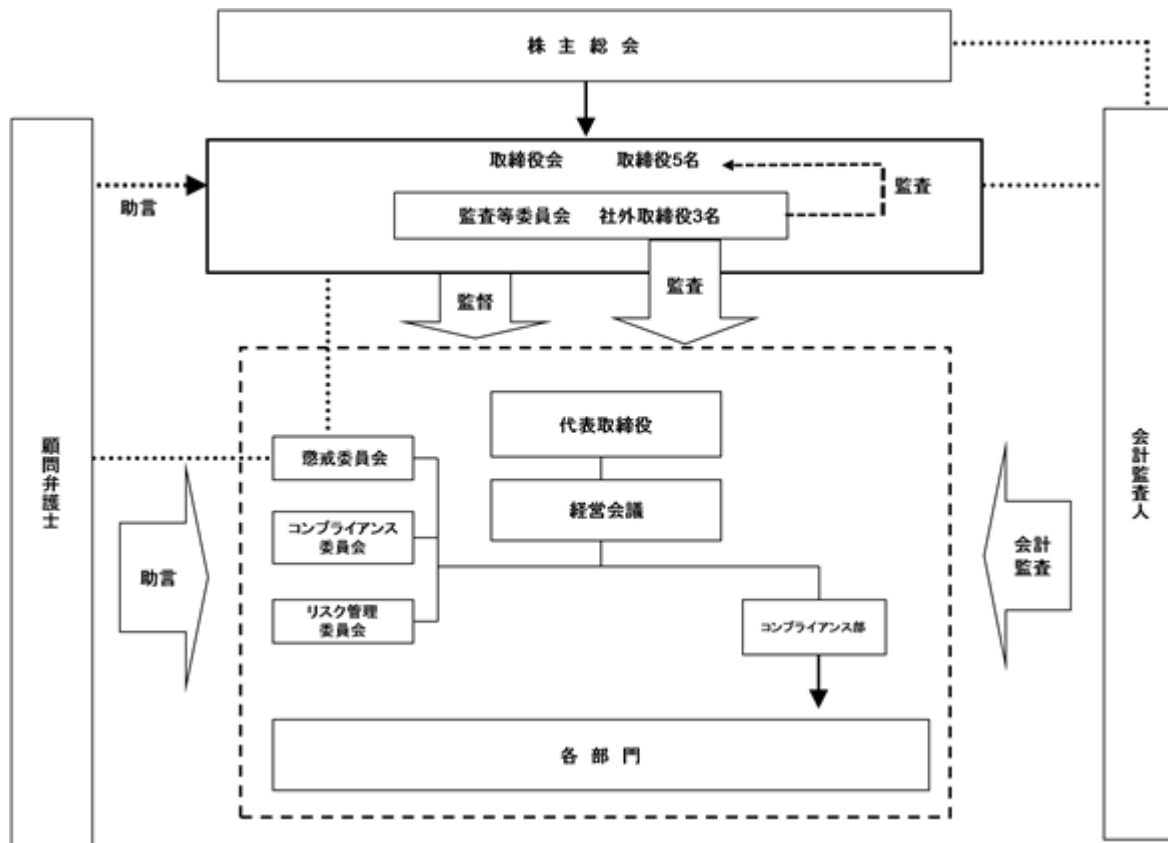 株主総会
取締役会 取締役5名
監査
助言
監査等委員会 社外取締役3名
監督
監査
代表取締役
懲戒委員会
経営会議
顧問弁護士
会計監査人
コンプライアンス
委員会
助言
会計
監査
リスク管理
委員会
コンプライアンス部
各部門